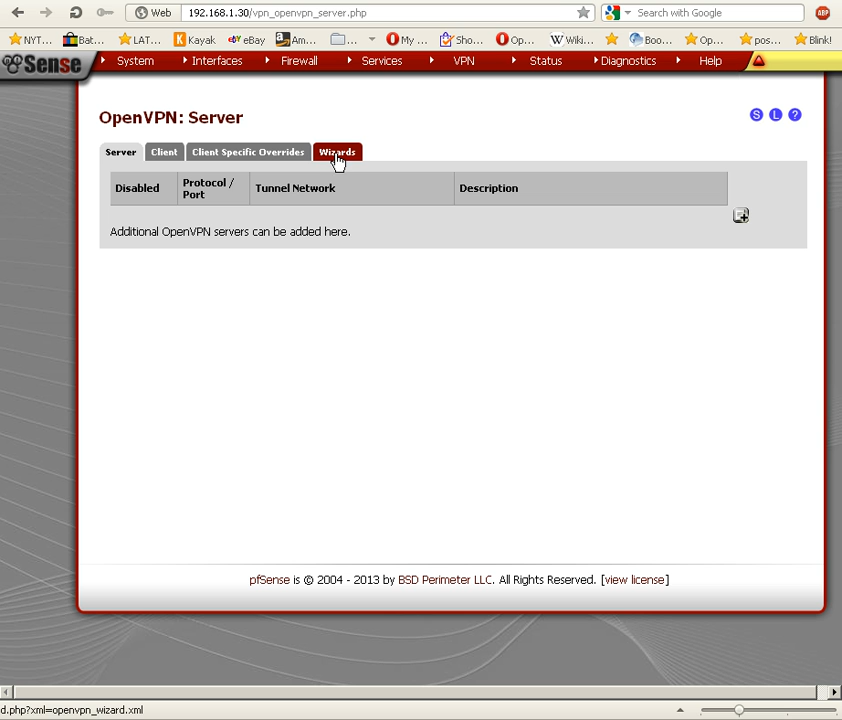 Web 192.168.1.30/vpn_openvpn_server.php Search with Google ABP
NYT... Bat... LAT... Kayak eBay Am... ... My ... Sho... Op... Wiki... Boo... Op... pos... Blink!
Sense System Interfaces Firewall Services VPN Status Diagnostics Help
OpenVPN: Server S L ?
Server Client Client Specific Overrides Wizards
Disabled Protocol / Port Tunnel Network Description
Additional OpenVPN servers can be added here.
pfSense is © 2004 - 2013 by BSD Perimeter LLC. All Rights Reserved. [view license]
d.php?xml=openvpn_wizard.xml